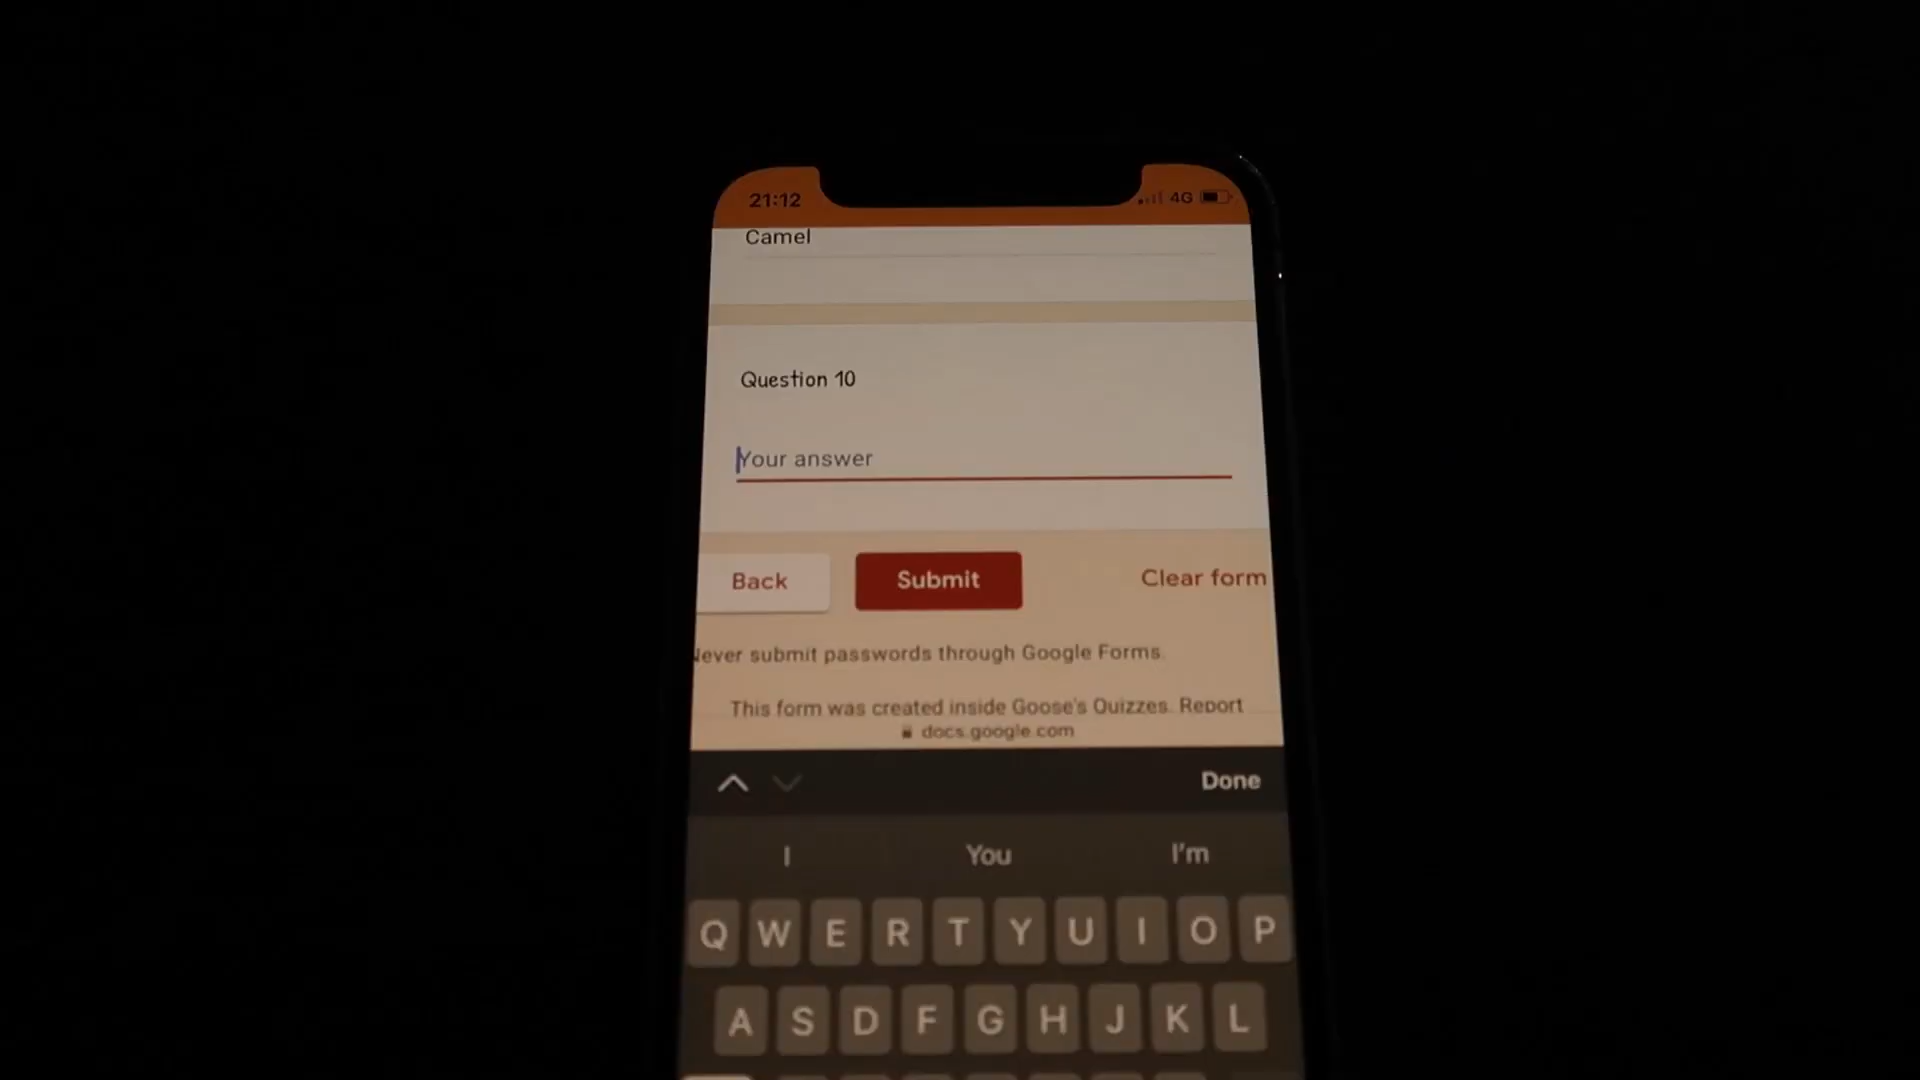 21:12
4G
Camel
Question 10
Your answer
Back
Submit
Clear form
Never submit passwords through Google Forms.
This form was created inside Goose's Quizzes. Report
docs.google.com
Done
I
You
I'm
Q W E R T Y U I O P
A S D F G H J K L